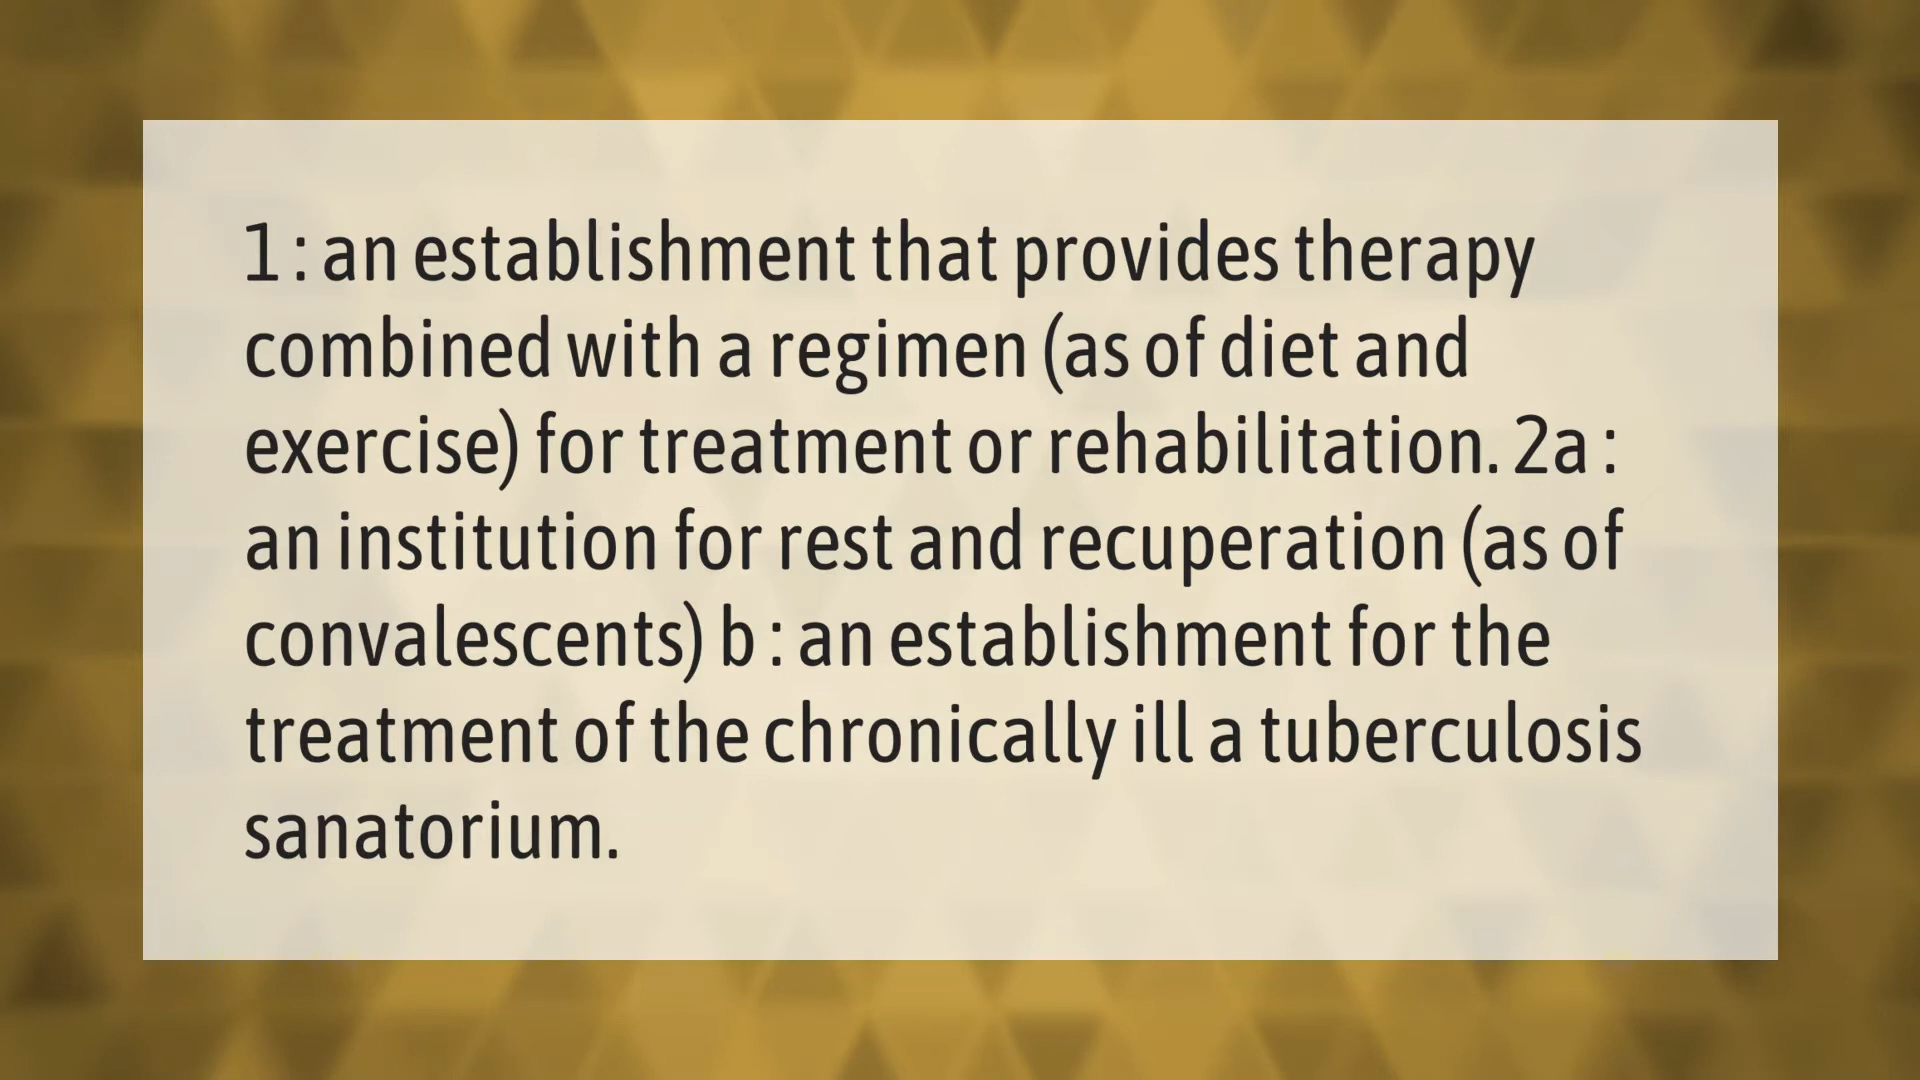 1 : an establishment that provides therapy
combined with a regimen (as of diet and
exercise) for treatment or rehabilitation. 2a :
an institution for rest and recuperation (as of
convalescents) b : an establishment for the
treatment of the chronically ill a tuberculosis
sanatorium.